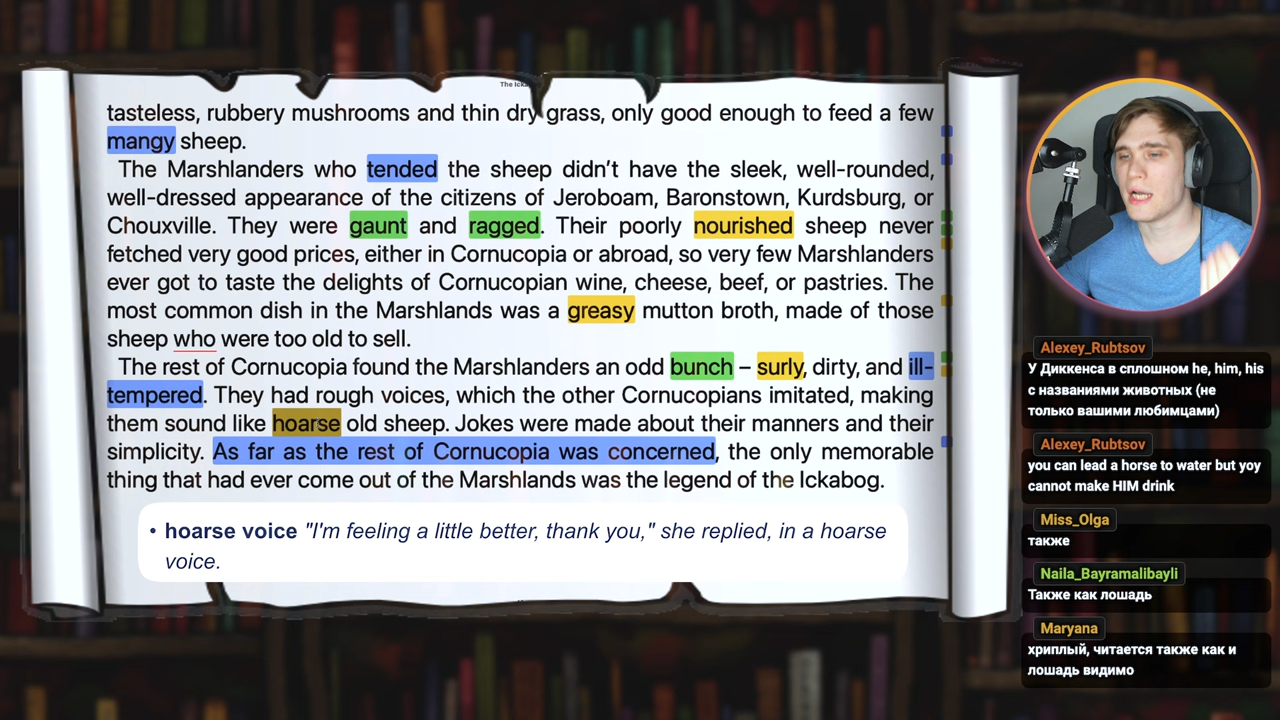 The Icka
tasteless, rubbery mushrooms and thin dry grass, only good enough to feed a few
mangy sheep.
The Marshlanders who tended the sheep didn’t have the sleek, well-rounded,
well-dressed appearance of the citizens of Jeroboam, Baronstown, Kurdsburg, or
Chouxville. They were gaunt and ragged. Their poorly nourished sheep never
fetched very good prices, either in Cornucopia or abroad, so very few Marshlanders
ever got to taste the delights of Cornucopian wine, cheese, beef, or pastries. The
most common dish in the Marshlands was a greasy mutton broth, made of those
sheep who were too old to sell.
The rest of Cornucopia found the Marshlanders an odd bunch – surly, dirty, and ill-
tempered. They had rough voices, which the other Cornucopians imitated, making
them sound like hoarse old sheep. Jokes were made about their manners and their
simplicity. As far as the rest of Cornucopia was concerned, the only memorable
thing that had ever come out of the Marshlands was the legend of the Ickabog.
• hoarse voice "I'm feeling a little better, thank you," she replied, in a hoarse
voice.
Alexey_Rubtsov
У Диккенса в сплошном he, him, his
с названиями животных (не
только вашими любимцами)
Alexey_Rubtsov
you can lead a horse to water but yoy
cannot make HIM drink
Miss_Olga
также
Naila_Bayramalibayli
Также как лошадь
Maryana
хриплый, читается также как и
лошадь видимо